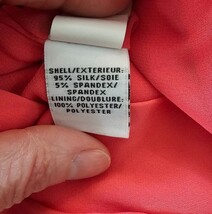 SHELL/EXTERIEUR:
95% SILK/SOIE
5% SPANDEX/
SPANDEX
LINING/DOUBLURE:
100% POLYESTER/
POLYESTER